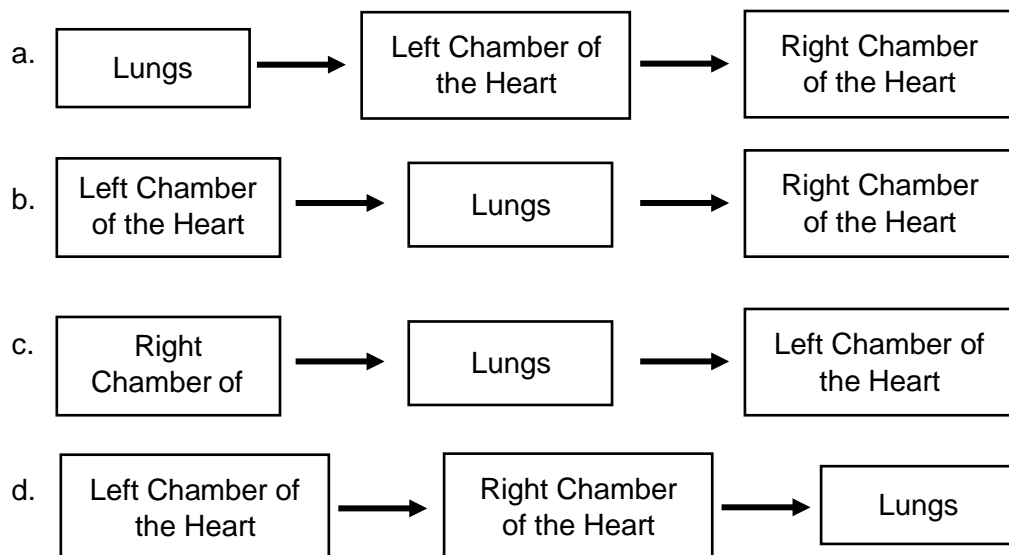 a.
Lungs
Left Chamber of
the Heart
Right Chamber
of the Heart
b.
Left Chamber
of the Heart
Lungs
Right Chamber
of the Heart
c.
Right
Chamber of
Lungs
Left Chamber of
the Heart
d.
Left Chamber of
the Heart
Right Chamber
of the Heart
Lungs